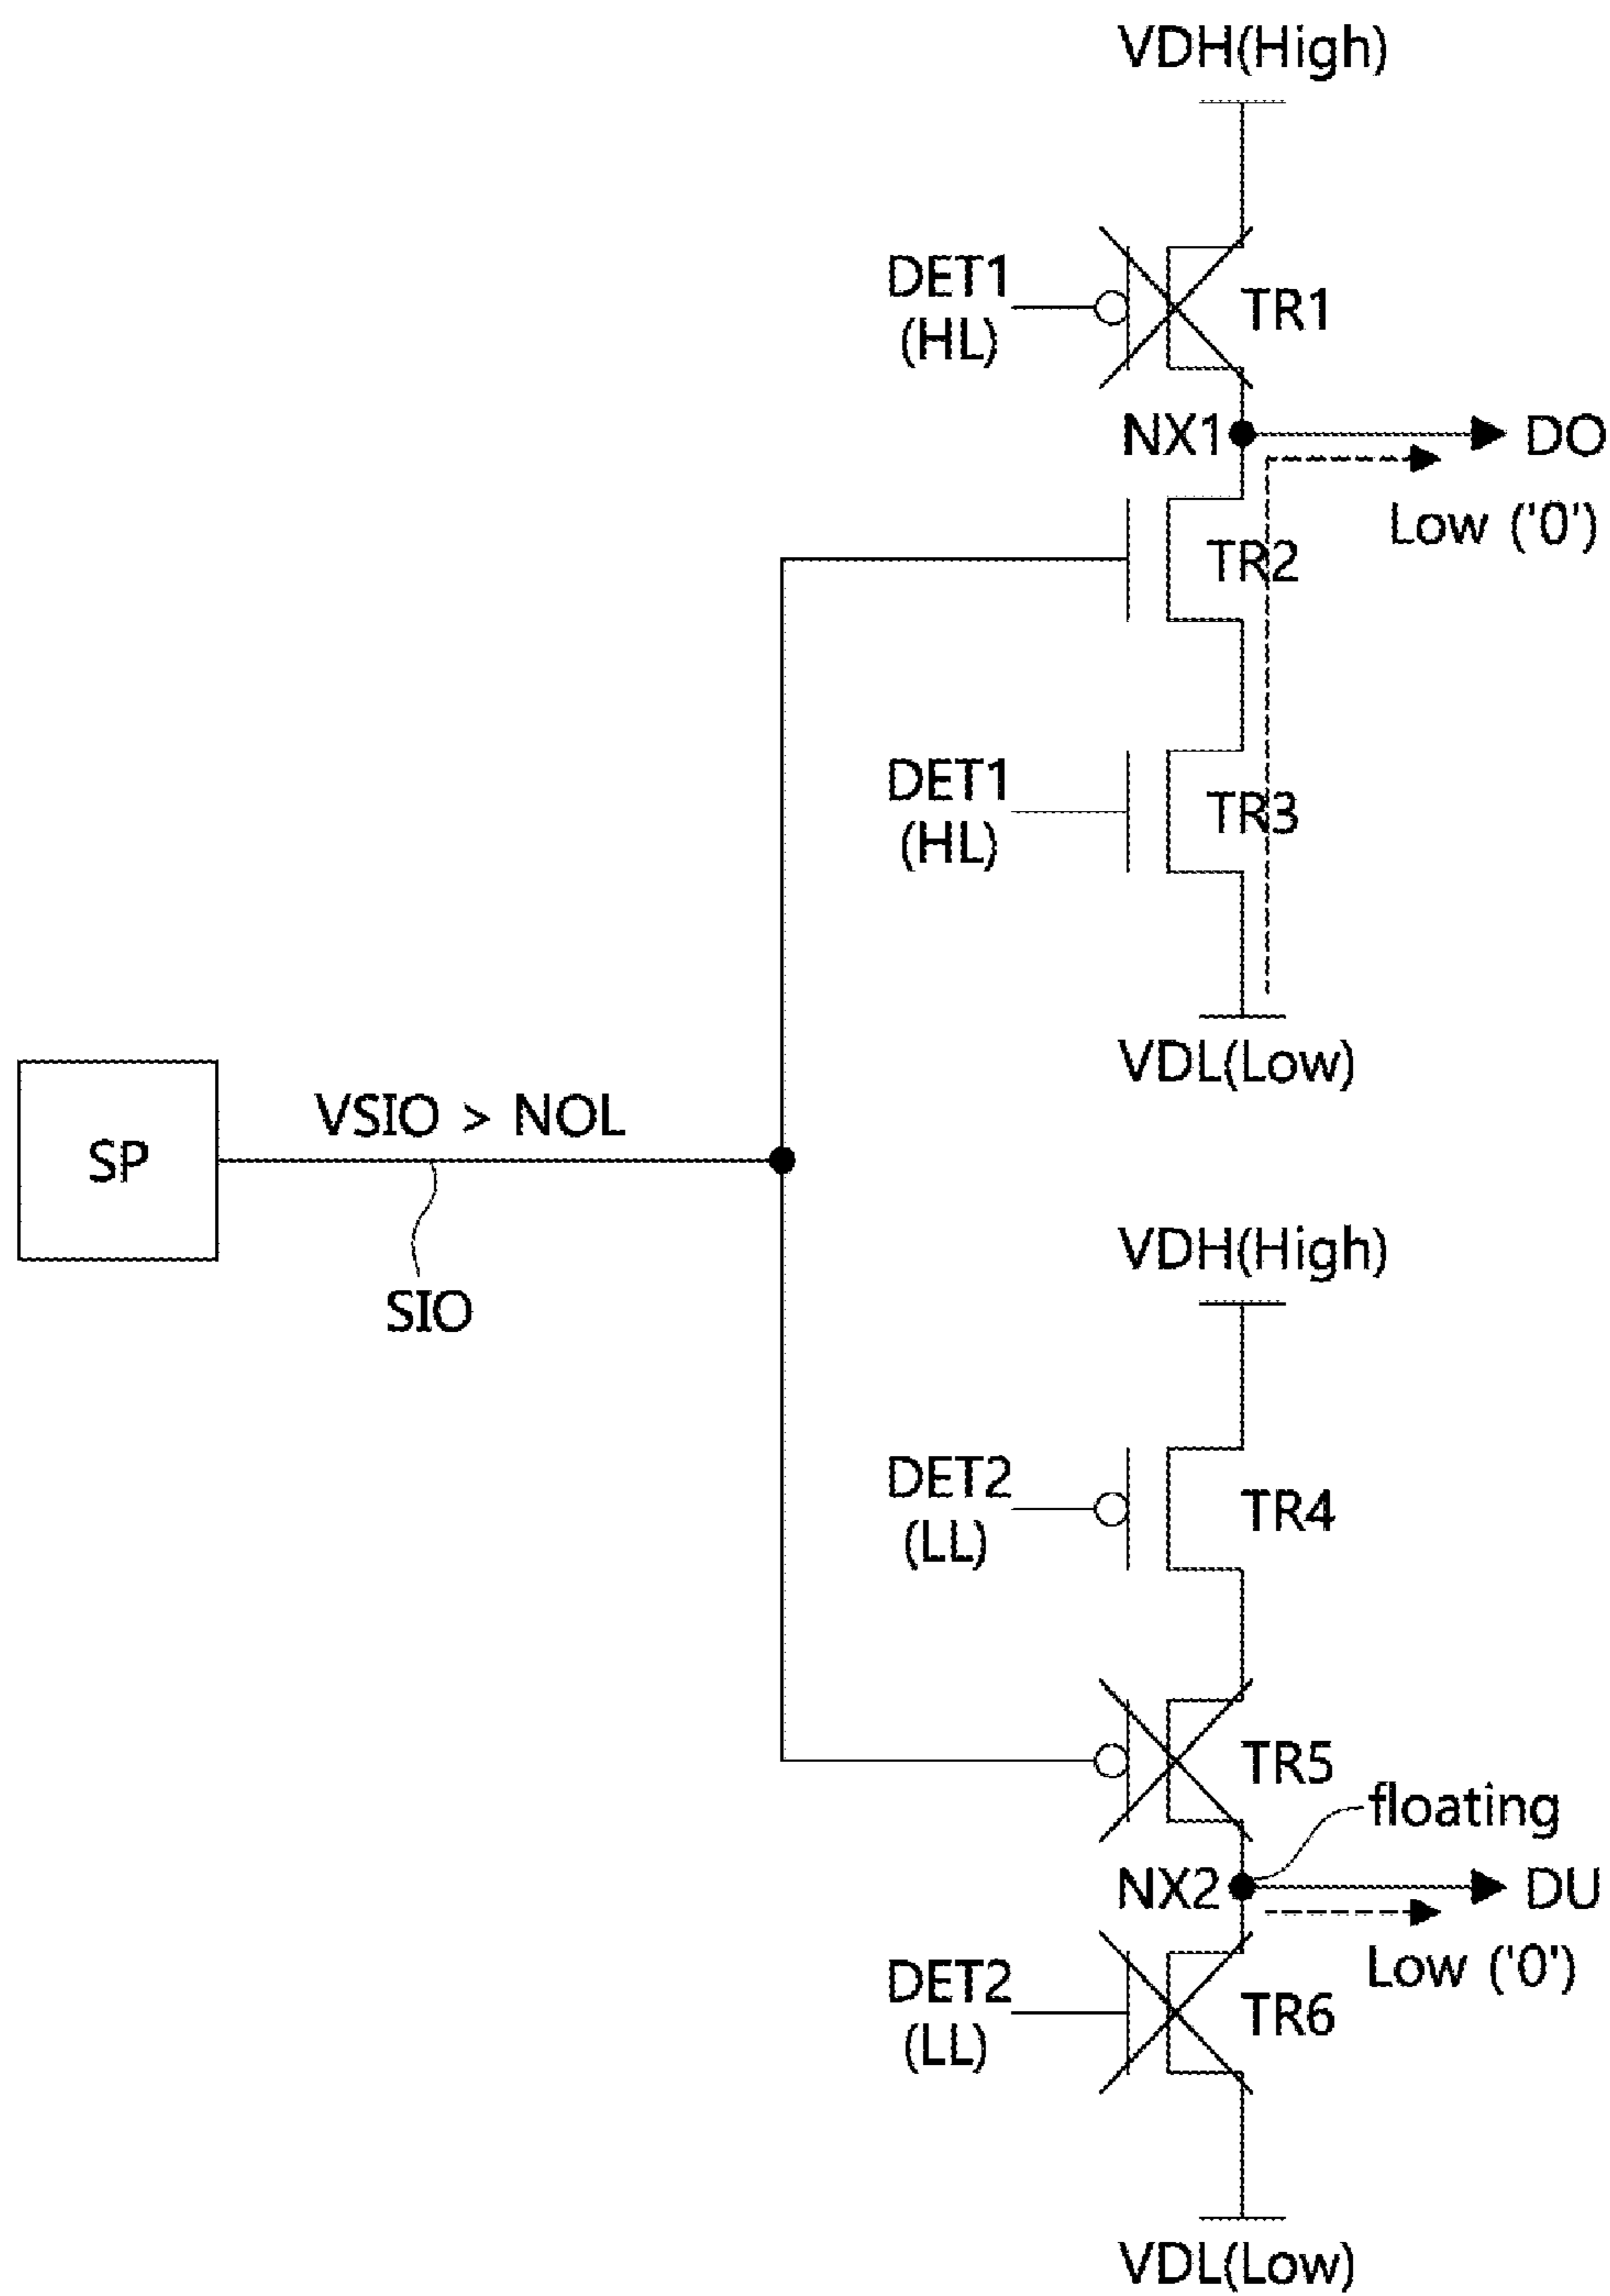 VDH(High)
DET1
(HL)
TR1
NX1
DO
Low ('0')
TR2
DET1
(HL)
TR3
VDL(Low)
SP
VSIO > NOL
SIO
VDH(High)
DET2
(LL)
TR4
TR5
floating
NX2
DU
Low ('0')
DET2
(LL)
TR6
VDL(Low)